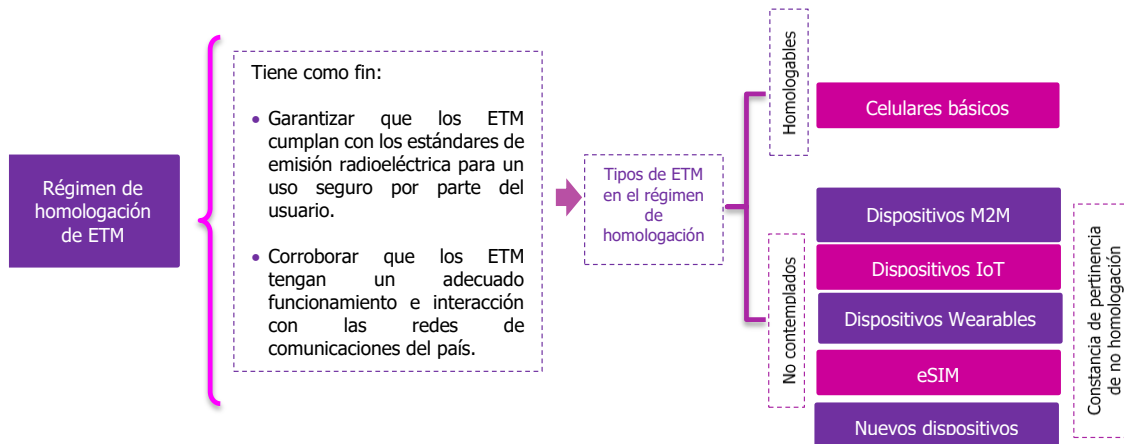 Régimen de
homologación
de ETM
Tiene como fin:
• Garantizar que los ETM
cumplan con los estándares de
emisión radioeléctrica para un
uso seguro por parte del
usuario.
• Corroborar que los ETM
tengan un adecuado
funcionamiento e interacción
con las redes de
comunicaciones del país.
Tipos de ETM
en el régimen
de
homologación
Homologables
Celulares básicos
No contemplados
Dispositivos M2M
Dispositivos IoT
Dispositivos Wearables
eSIM
Nuevos dispositivos
Constancia de pertinencia
de no homologación